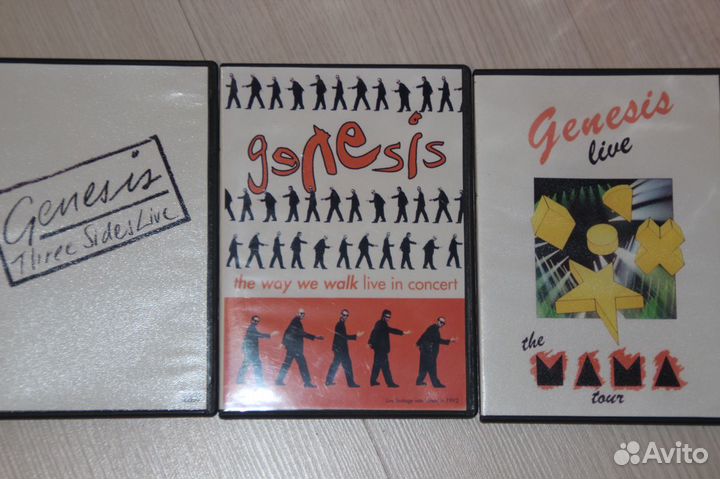 Genesis
Three Sides Live
genesis
the way we walk live in concert
Genesis
live
the
MAMA
tour
Avito